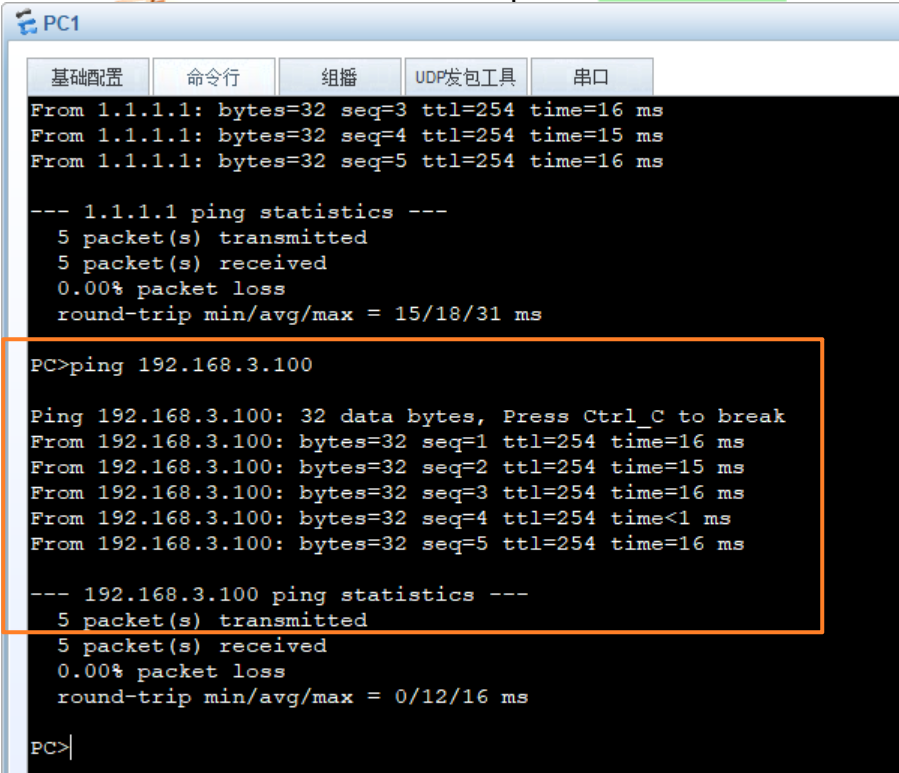 PC1
基础配置 命令行 组播 UDP发包工具 串口
From 1.1.1.1: bytes=32 seq=3 ttl=254 time=16 ms
From 1.1.1.1: bytes=32 seq=4 ttl=254 time=15 ms
From 1.1.1.1: bytes=32 seq=5 ttl=254 time=16 ms
--- 1.1.1.1 ping statistics ---
5 packet(s) transmitted
5 packet(s) received
0.00% packet loss
round-trip min/avg/max = 15/18/31 ms
PC>ping 192.168.3.100
Ping 192.168.3.100: 32 data bytes, Press Ctrl_C to break
From 192.168.3.100: bytes=32 seq=1 ttl=254 time=16 ms
From 192.168.3.100: bytes=32 seq=2 ttl=254 time=15 ms
From 192.168.3.100: bytes=32 seq=3 ttl=254 time=16 ms
From 192.168.3.100: bytes=32 seq=4 ttl=254 time<1 ms
From 192.168.3.100: bytes=32 seq=5 ttl=254 time=16 ms
--- 192.168.3.100 ping statistics ---
5 packet(s) transmitted
5 packet(s) received
0.00% packet loss
round-trip min/avg/max = 0/12/16 ms
PC>